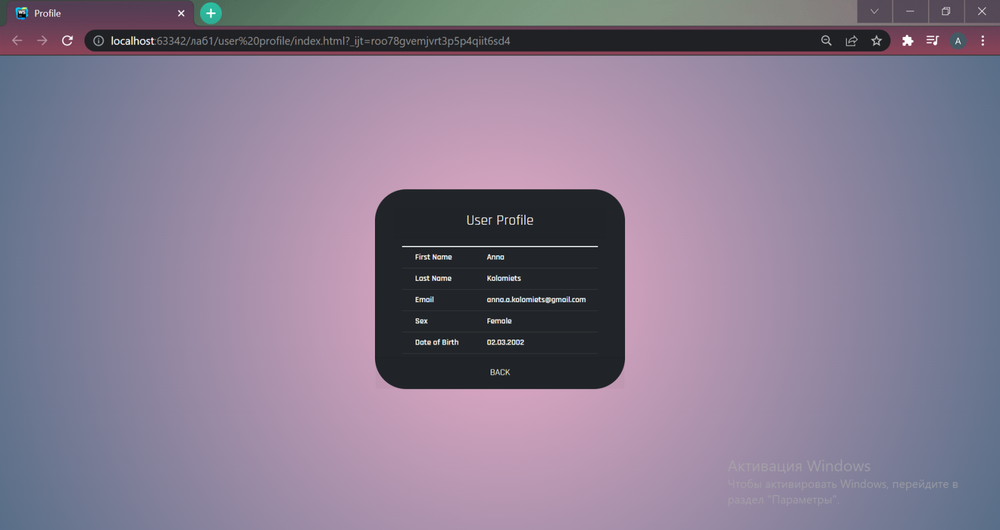 Profile
localhost:63342/лаб1/user%20profile/index.html?_ijt=roo78gvemjvrt3p5p4qiit6sd4
A
User Profile
First Name Anna
Last Name Kolomiets
Email anna.a.kolomiets@gmail.com
Sex Female
Date of Birth 02.03.2002
BACK
Активация Windows
Чтобы активировать Windows, перейдите в
раздел "Параметры".